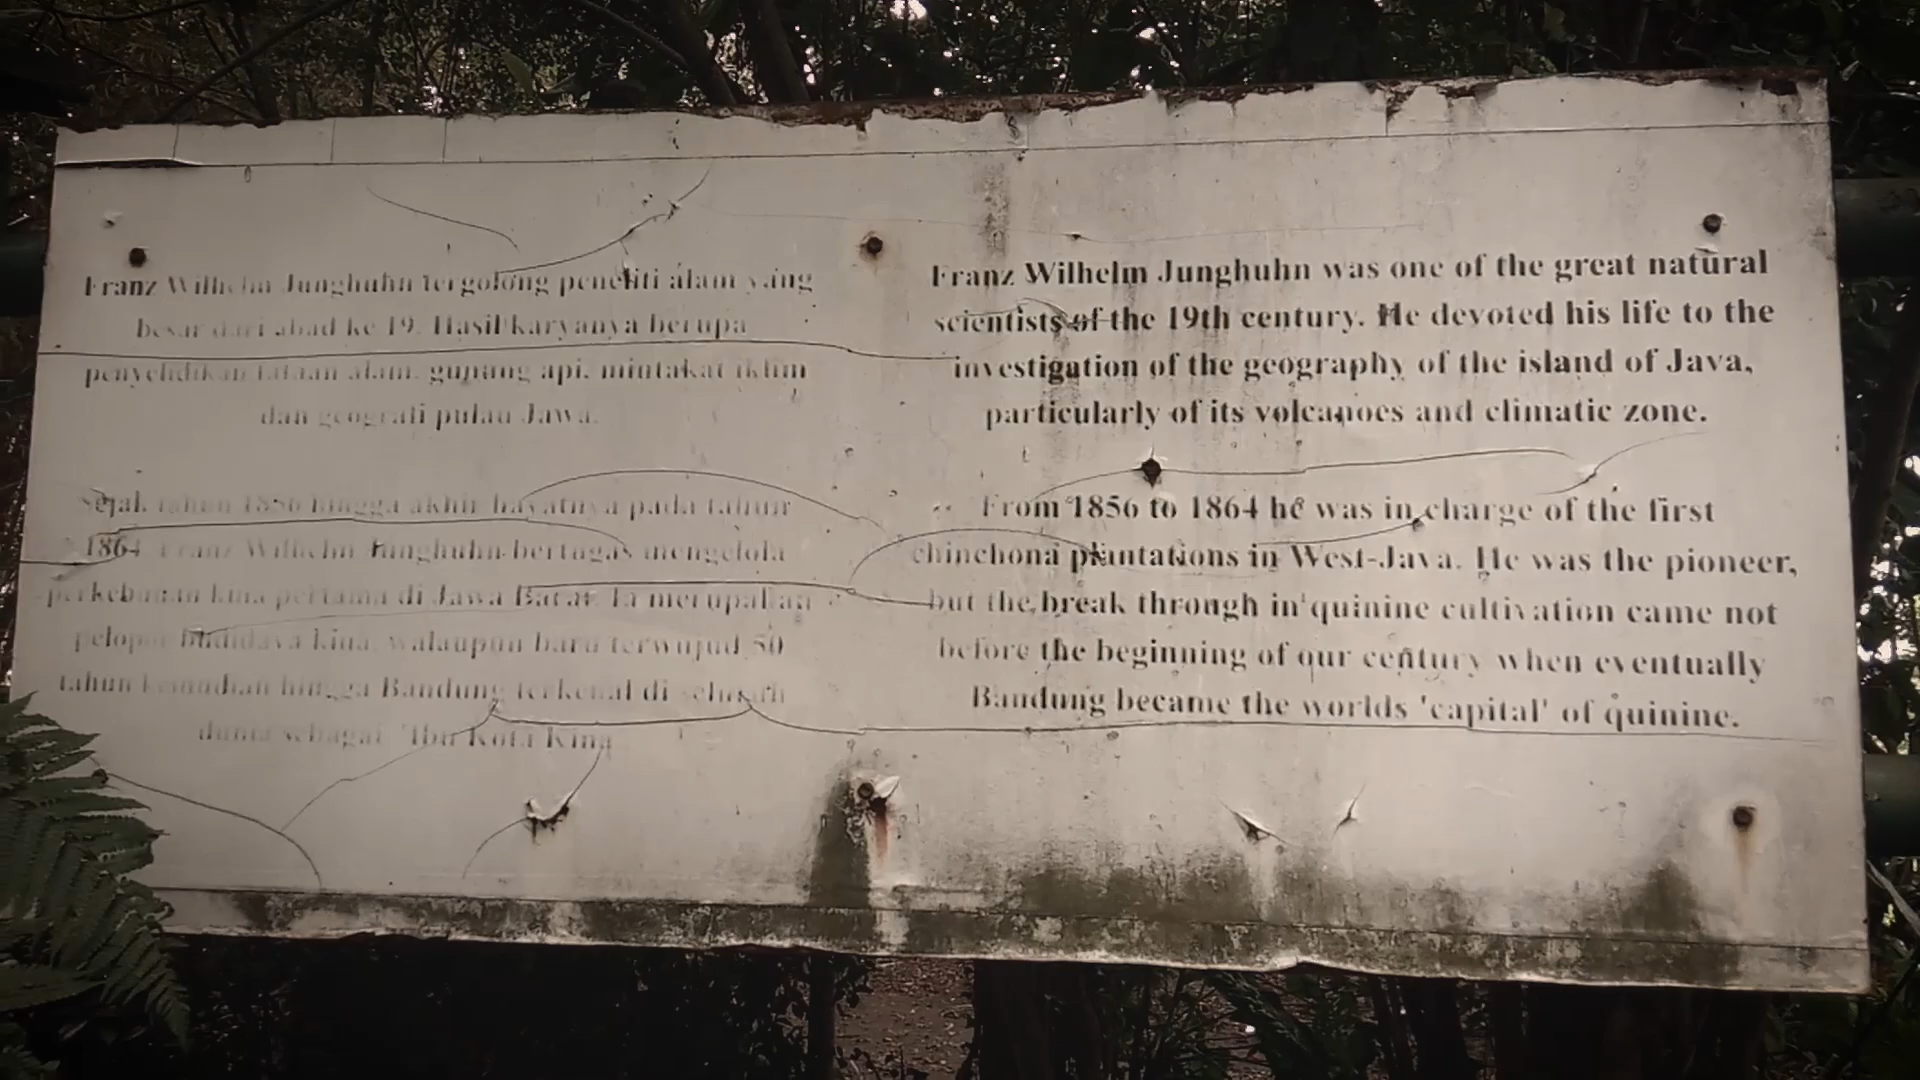 Franz Wilhelm Junghuhn tergolong peneliti alam yang
besar dari abad ke 19. Hasil karyanya berupa
penyelidikan tataan alam, gunung api, mintakat iklim
dan geografi pulau Jawa.
Sejak tahun 1856 hingga akhir hayatnya pada tahun
1864 Franz Wilhelm Junghuhn bertugas mengelola
perkebunan kina pertama di Jawa Barat. Ia merupakan
pelopor budidaya kina, walaupun baru terwujud 50
tahun kemudian hingga Bandung terkenal di seluruh
dunia sebagai 'Ibu Kota Kina
Franz Wilhelm Junghuhn was one of the great natural
scientists of the 19th century. He devoted his life to the
investigation of the geography of the island of Java,
particularly of its volcanoes and climatic zone.
From 1856 to 1864 he was in charge of the first
chinchona plantations in West-Java. He was the pioneer,
but the break through in quinine cultivation came not
before the beginning of our century when eventually
Bandung became the worlds 'capital' of quinine.